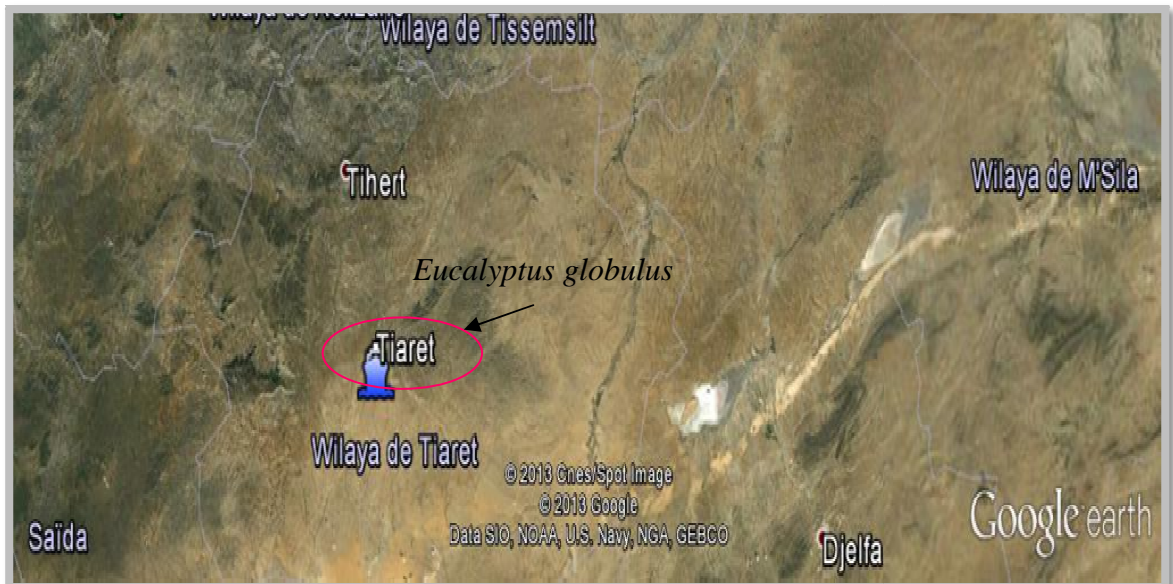 Wilaya de Tissemsilt
Tihert
Wilaya de M'Sila
Eucalyptus globulus
Tiaret
Wilaya de Tiaret
© 2013 Cnes/Spot Image
© 2013 Google
Data SIO, NOAA, U.S. Navy, NGA, GEBCO
Google earth
Saïda
Djelfa